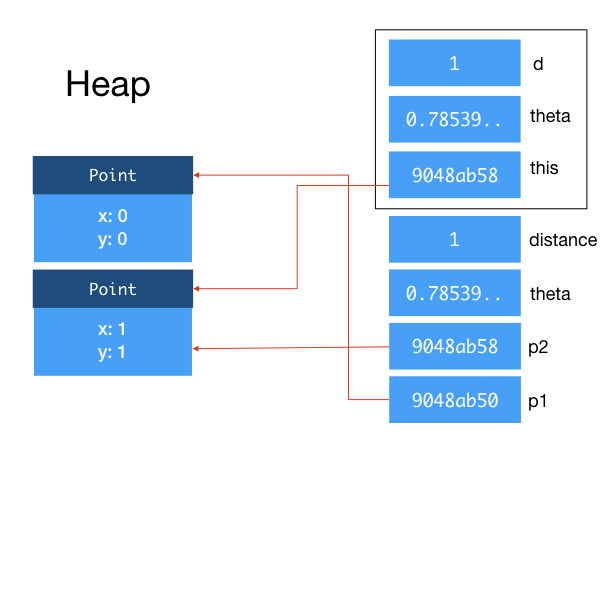 Heap
Point
x: 0
y: 0
Point
x: 1
y: 1
1 d
0.78539.. theta
9048ab58 this
1 distance
0.78539.. theta
9048ab58 p2
9048ab50 p1